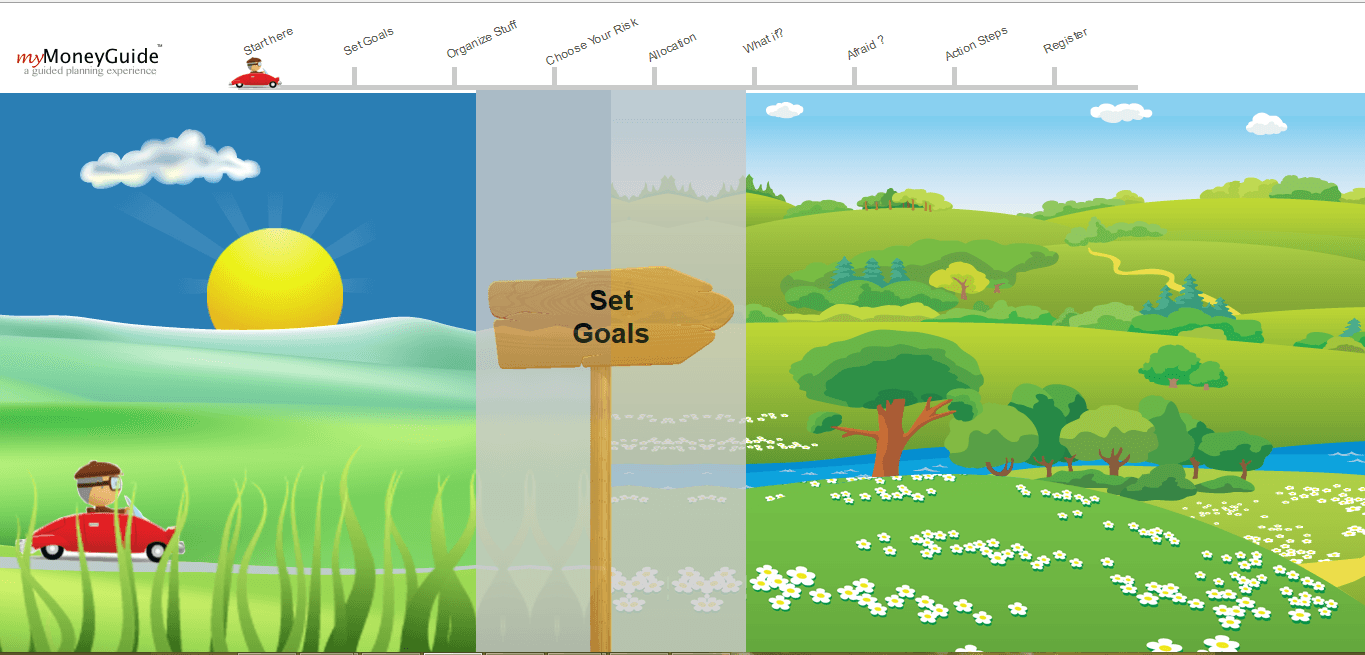 Start here
Set Goals
Organize Stuff
Choose Your Risk
Allocation
What if?
Afraid ?
Action Steps
Register
myMoneyGuide™
a guided planning experience
Set
Goals